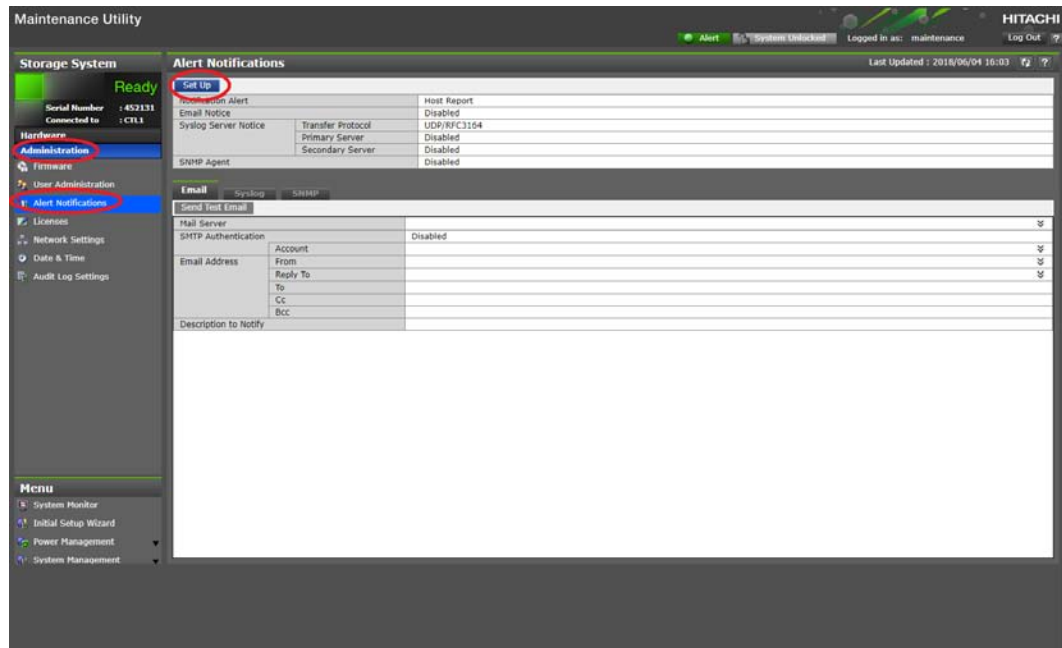 Maintenance Utility
HITACHI
Alert System Unlocked Logged in as: maintenance Log Out ?
Storage System
Ready
Serial Number : 452131
Connected to : CTL1
Hardware
Administration
Firmware
User Administration
Alert Notifications
Licenses
Network Settings
Date & Time
Audit Log Settings
Menu
System Monitor
Initial Setup Wizard
Power Management
System Management
Alert Notifications Last Updated : 2018/06/04 16:03 ?
Set Up
Notification Alert Host Report
Email Notice Disabled
Syslog Server Notice Transfer Protocol UDP/RFC3164
Primary Server Disabled
Secondary Server Disabled
SNMP Agent Disabled
Email Syslog SNMP
Send Test Email
Mail Server
SMTP Authentication Disabled
Account
Email Address From
Reply To
To
Cc
Bcc
Description to Notify